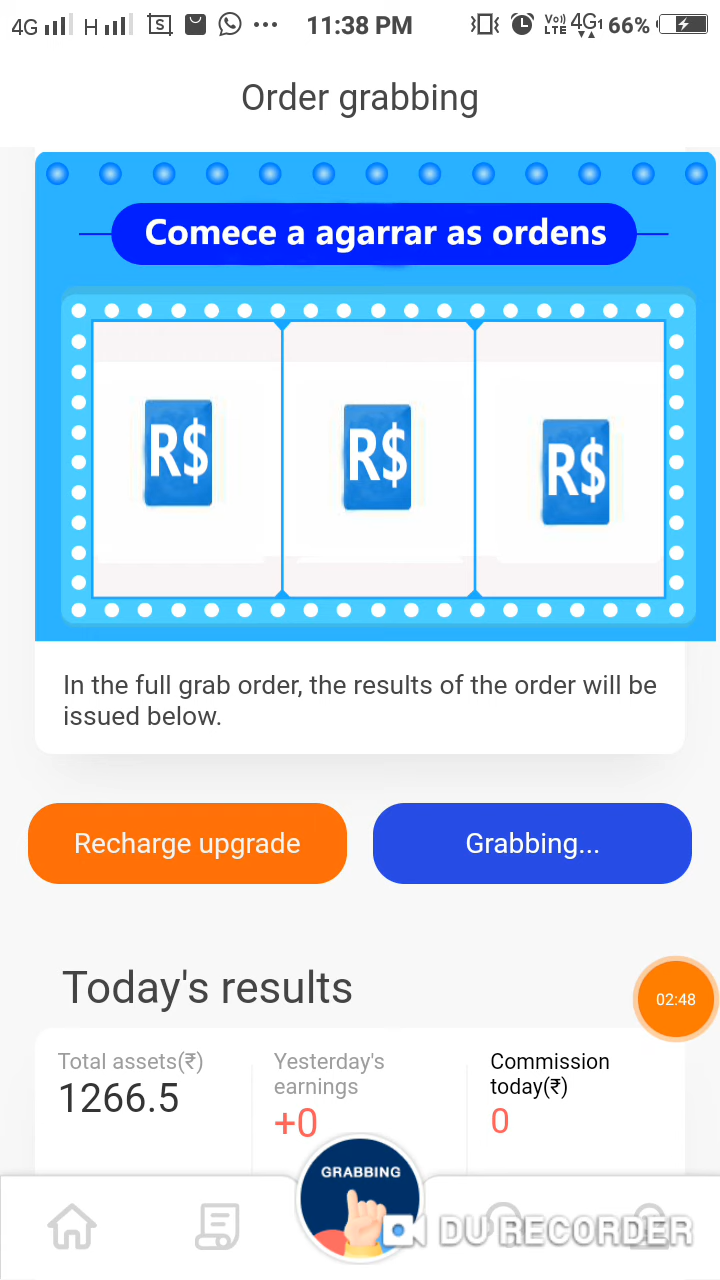 4G H S 11:38 PM Vo)) LTE 4G1 66%
Order grabbing
Comece a agarrar as ordens
R$ R$ R$
In the full grab order, the results of the order will be
issued below.
Recharge upgrade Grabbing...
Today's results
02:48
Total assets(₹) Yesterday's earnings Commission today(₹)
1266.5 +0 0
GRABBING
DU RECORDER